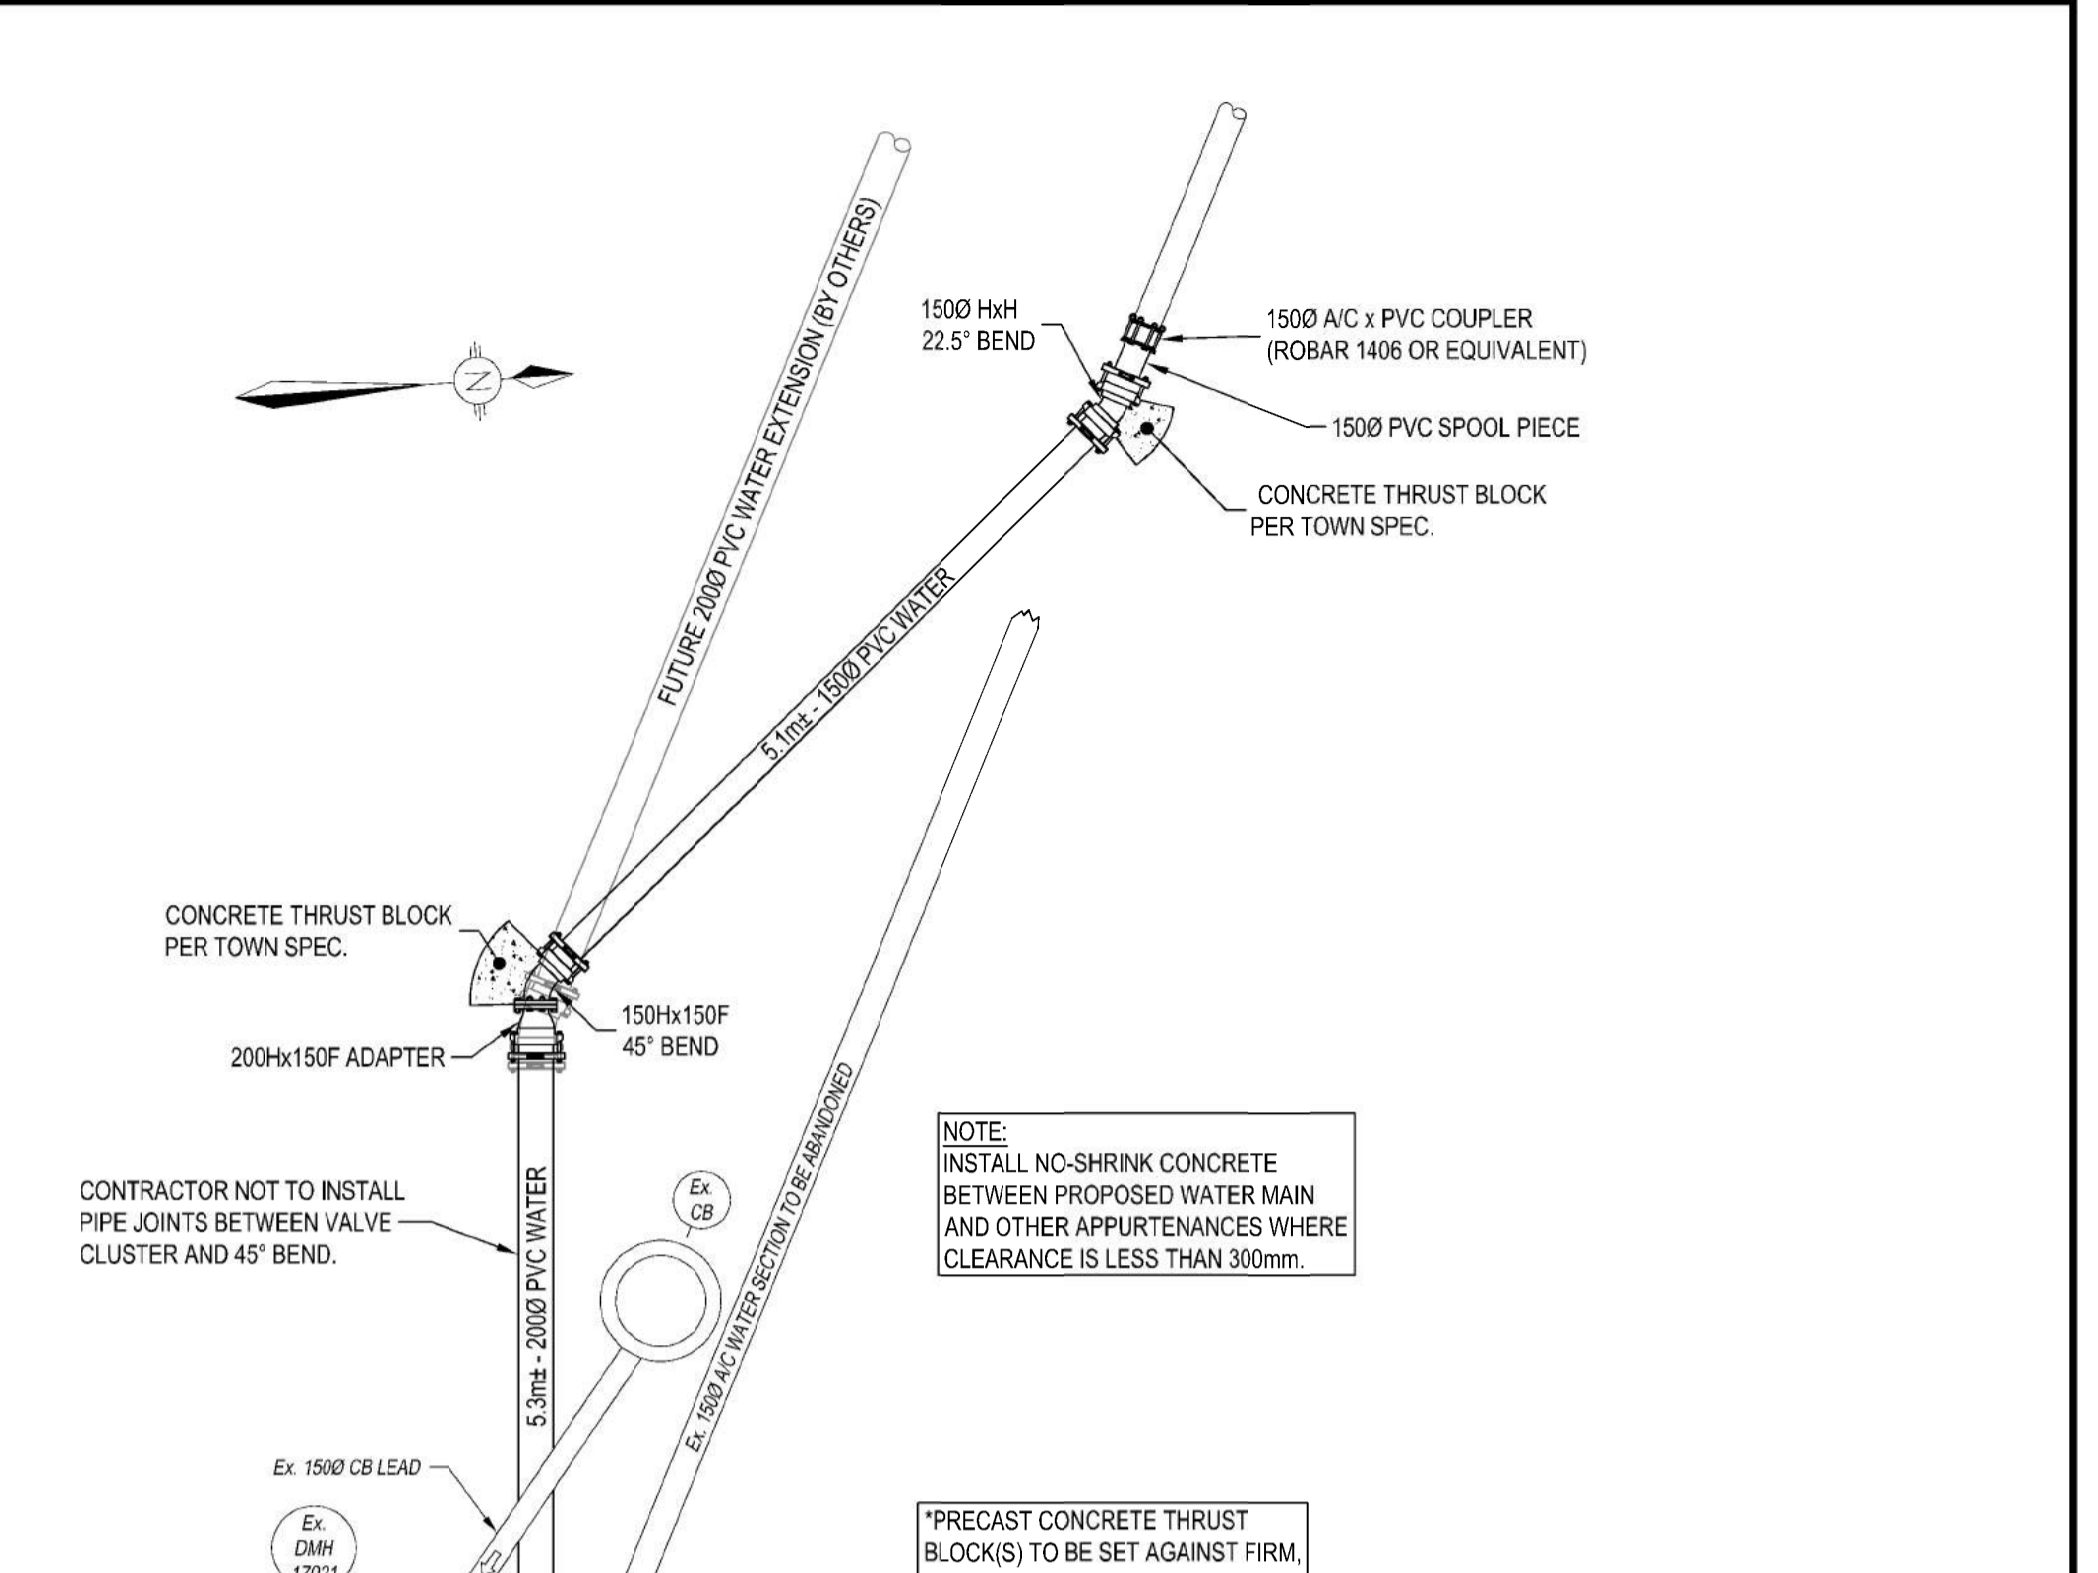 N
FUTURE 200Ø PVC WATER EXTENSION (BY OTHERS)
150Ø HxH
22.5° BEND
150Ø A/C x PVC COUPLER
(ROBAR 1406 OR EQUIVALENT)
150Ø PVC SPOOL PIECE
CONCRETE THRUST BLOCK
PER TOWN SPEC.
5.1m± - 150Ø PVC WATER
CONCRETE THRUST BLOCK
PER TOWN SPEC.
150Hx150F
45° BEND
200Hx150F ADAPTER
CONTRACTOR NOT TO INSTALL
PIPE JOINTS BETWEEN VALVE
CLUSTER AND 45° BEND.
5.3m± - 200Ø PVC WATER
Ex.
CB
Ex. 150Ø A/C WATER SECTION TO BE ABANDONED
NOTE:
INSTALL NO-SHRINK CONCRETE
BETWEEN PROPOSED WATER MAIN
AND OTHER APPURTENANCES WHERE
CLEARANCE IS LESS THAN 300mm.
Ex. 150Ø CB LEAD
Ex.
DMH
*PRECAST CONCRETE THRUST
BLOCK(S) TO BE SET AGAINST FIRM,